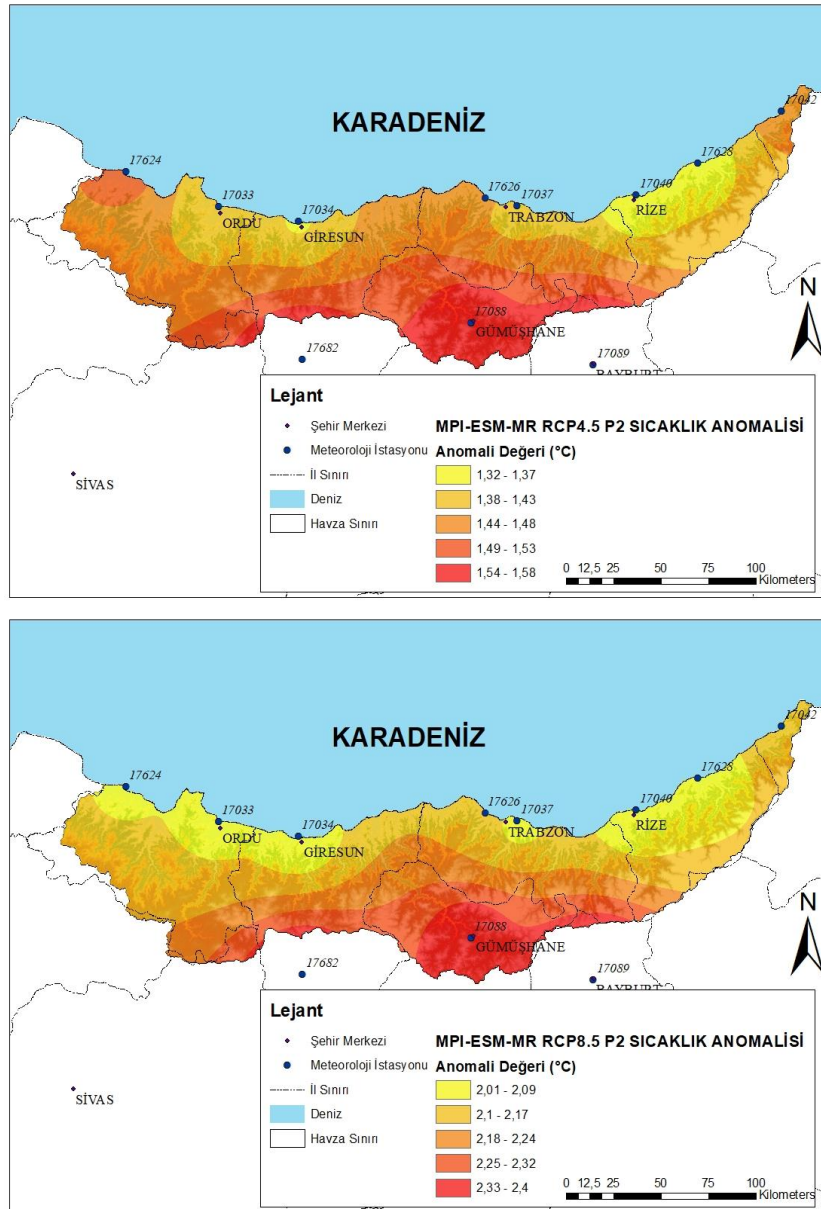 KARADENİZ
17042
17624
17628
17033
17626
17040
17037
17034
ORDU
TRABZON
RİZE
GİRESUN
N
17088
GÜMÜŞHANE
17682
17089
BAYBURT
SİVAS
Lejant
Şehir Merkezi
Meteoroloji İstasyonu
İl Sınırı
Deniz
Havza Sınırı
MPI-ESM-MR RCP4.5 P2 SICAKLIK ANOMALİSİ
Anomali Değeri (°C)
1,32 - 1,37
1,38 - 1,43
1,44 - 1,48
1,49 - 1,53
1,54 - 1,58
0 12,5 25 50 75 100
Kilometers
KARADENİZ
17042
17624
17628
17033
17626
17040
17037
17034
ORDU
TRABZON
RİZE
GİRESUN
N
17088
GÜMÜŞHANE
17682
17089
BAYBURT
SİVAS
Lejant
Şehir Merkezi
Meteoroloji İstasyonu
İl Sınırı
Deniz
Havza Sınırı
MPI-ESM-MR RCP8.5 P2 SICAKLIK ANOMALİSİ
Anomali Değeri (°C)
2,01 - 2,09
2,1 - 2,17
2,18 - 2,24
2,25 - 2,32
2,33 - 2,4
0 12,5 25 50 75 100
Kilometers